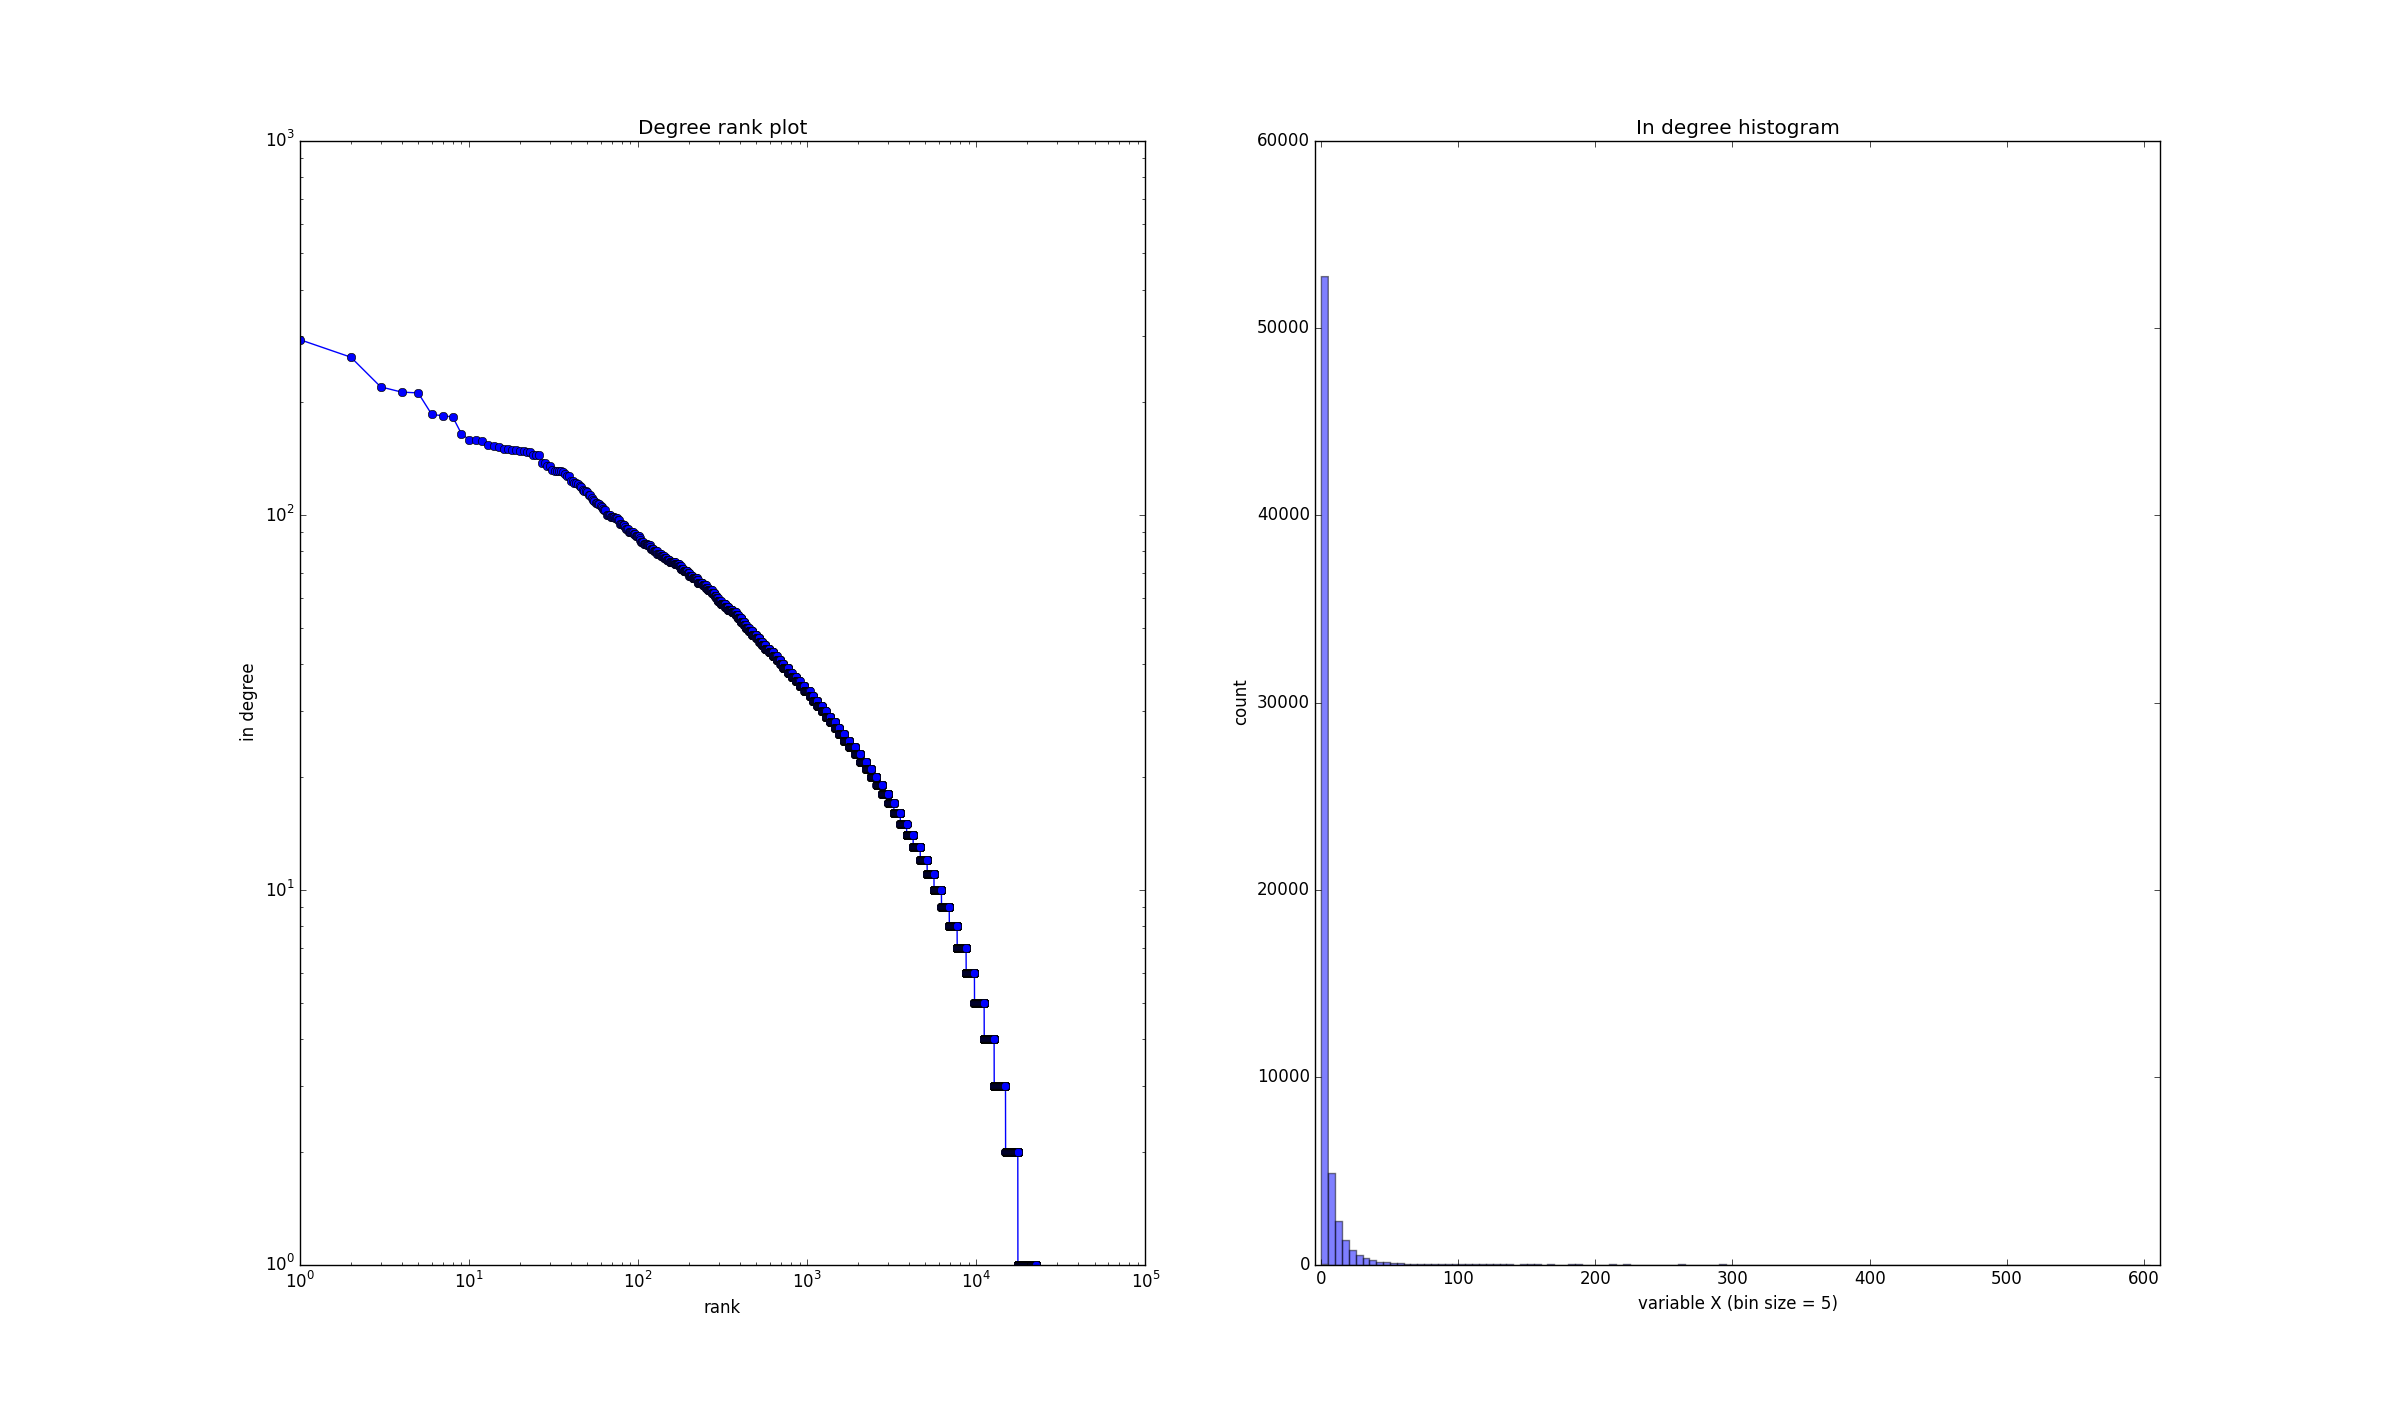 Degree rank plot
10^3
10^2
10^1
10^0
in degree
10^0 10^1 10^2 10^3 10^4 10^5
rank
In degree histogram
60000
50000
40000
30000
20000
10000
0
count
0 100 200 300 400 500 600
variable X (bin size = 5)